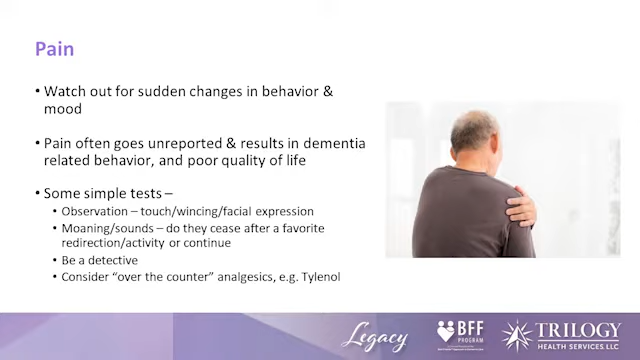 Pain
• Watch out for sudden changes in behavior &
mood
• Pain often goes unreported & results in dementia
related behavior, and poor quality of life
• Some simple tests –
• Observation – touch/wincing/facial expression
• Moaning/sounds – do they cease after a favorite
redirection/activity or continue
• Be a detective
• Consider “over the counter” analgesics, e.g. Tylenol
Legacy
BFF
PROGRAM
TRILOGY
HEALTH SERVICES LLC